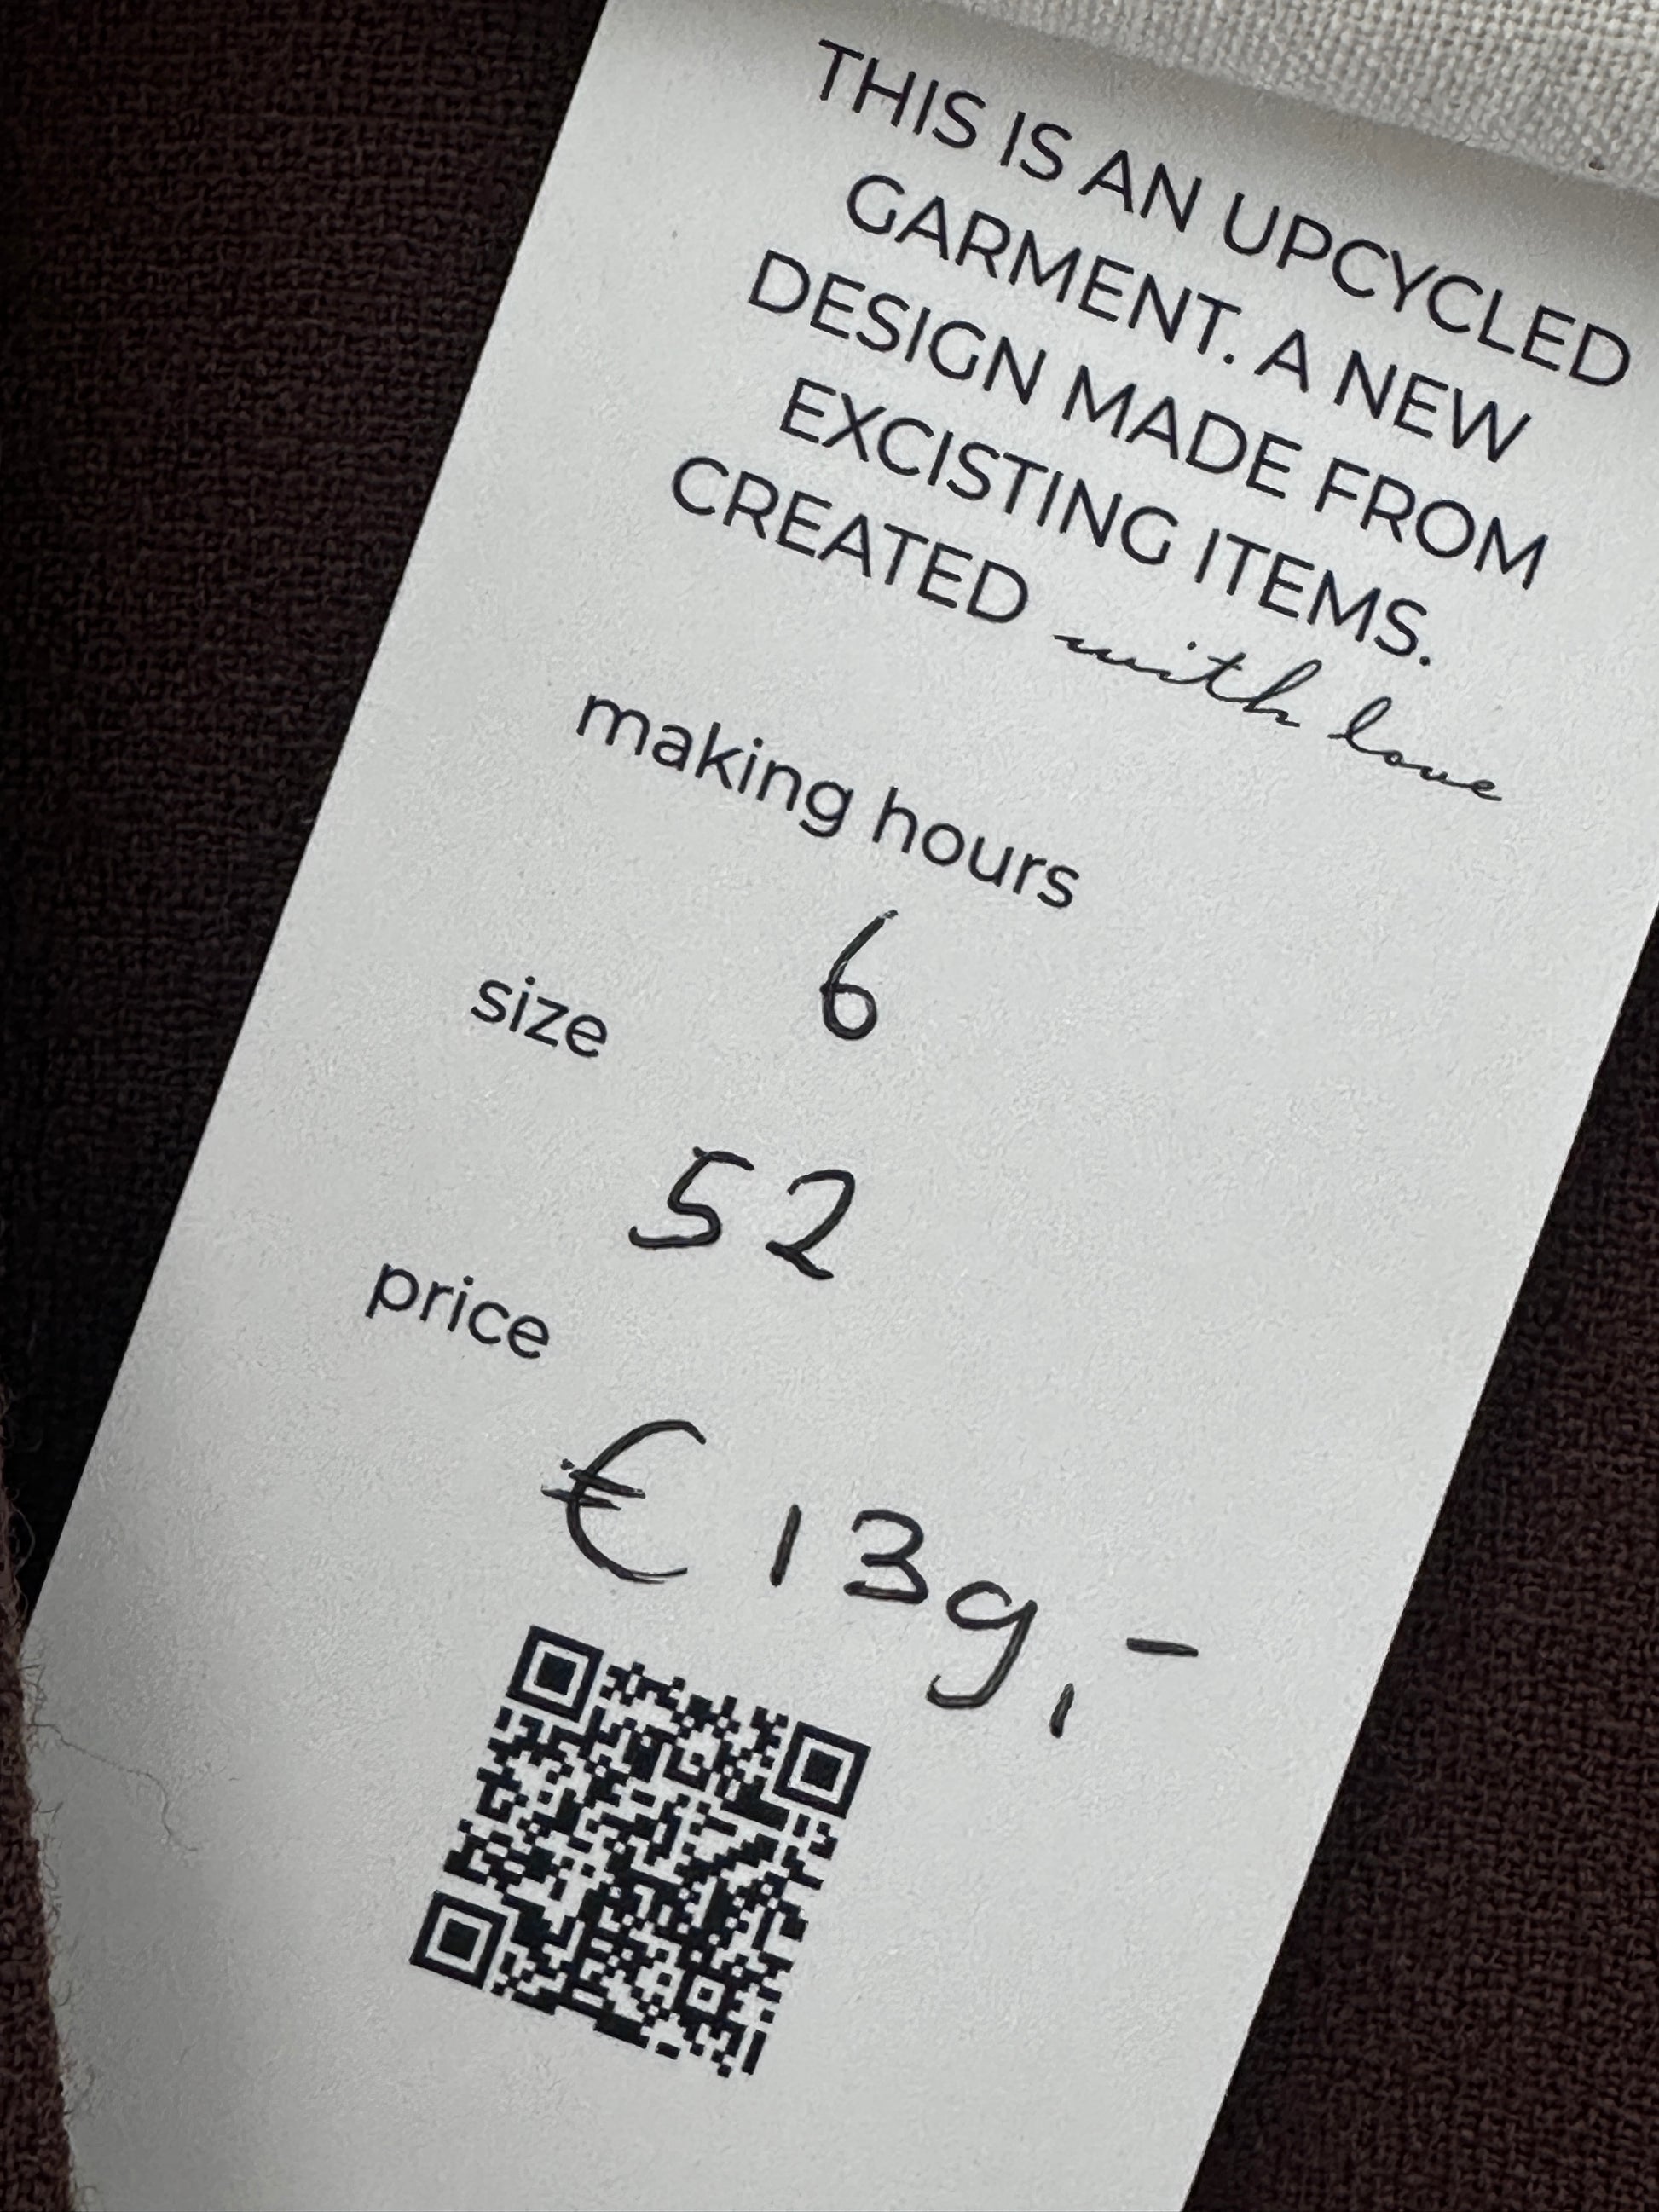 THIS IS AN UPCYCLED
GARMENT. A NEW
DESIGN MADE FROM
EXCISTING ITEMS.
CREATED with love
making hours
6
size
52
price
€ 139,-